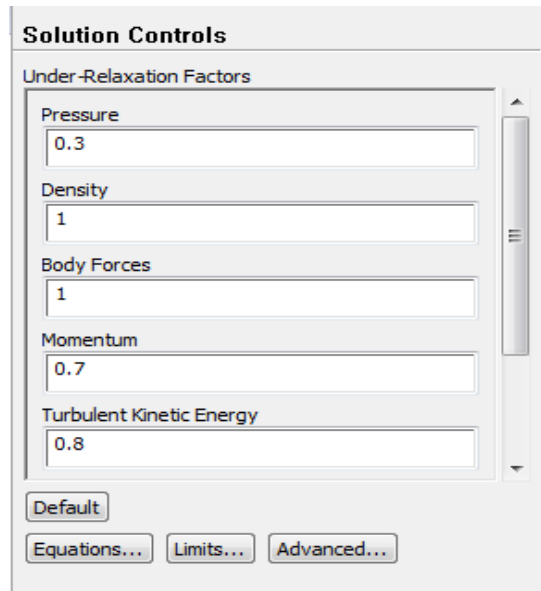 Solution Controls
Under-Relaxation Factors
Pressure
0.3
Density
1
Body Forces
1
Momentum
0.7
Turbulent Kinetic Energy
0.8
Default
Equations... Limits... Advanced...